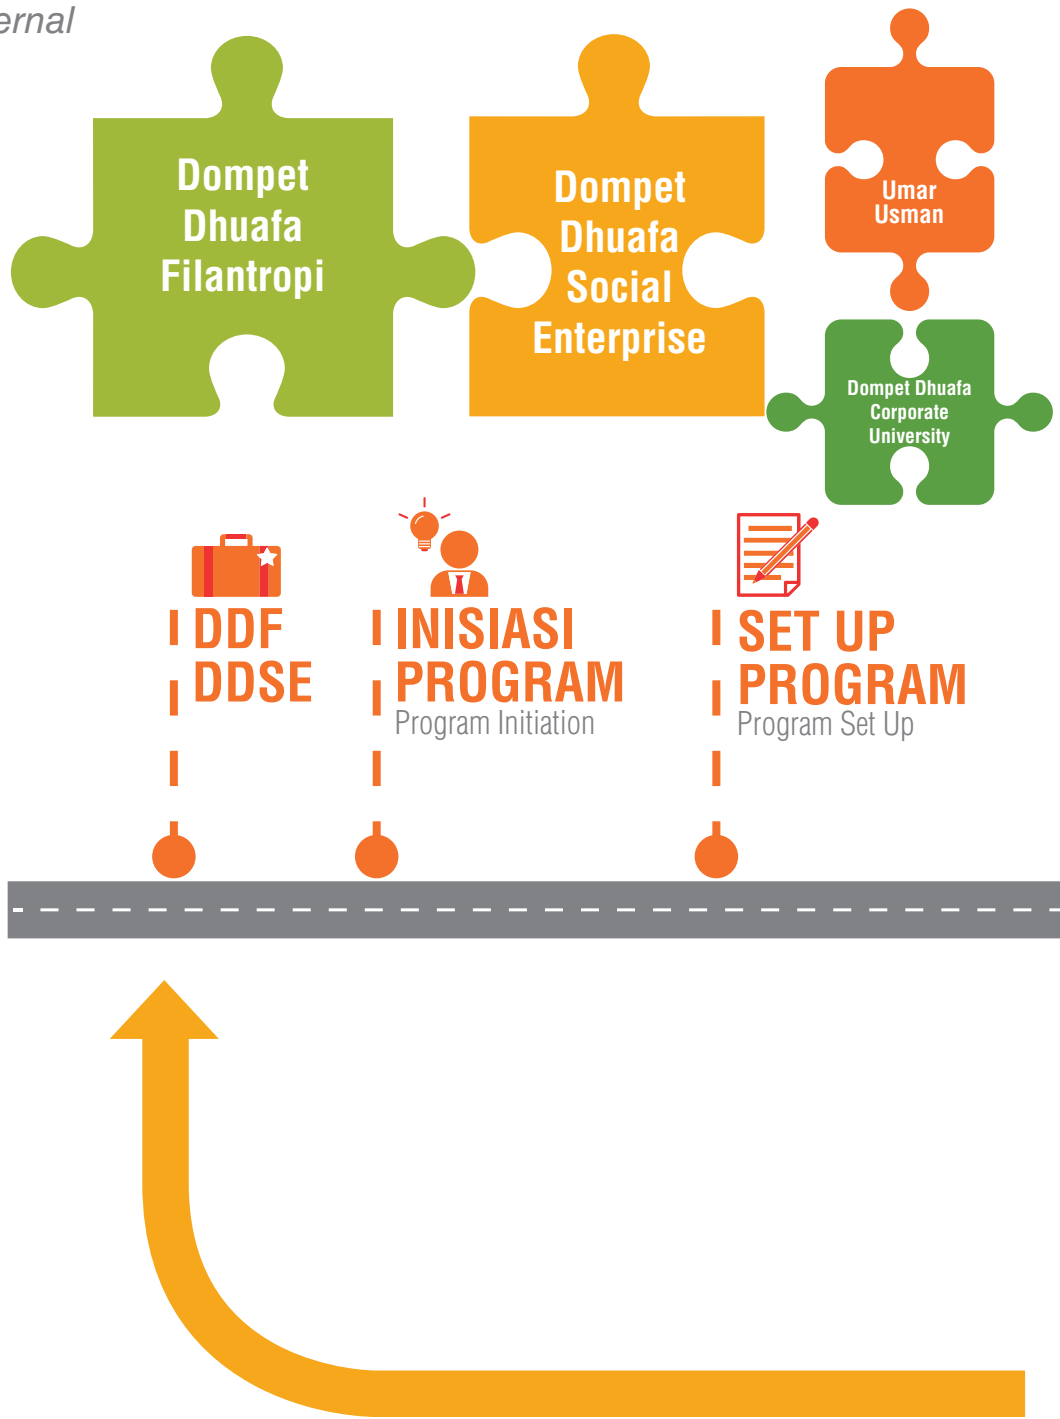 ernal
Dompet
Dhuafa
Filantropi
Dompet
Dhuafa
Social
Enterprise
Umar
Usman
Dompet Dhuafa
Corporate
University
DDF
DDSE
INISIASI
PROGRAM
Program Initiation
SET UP
PROGRAM
Program Set Up